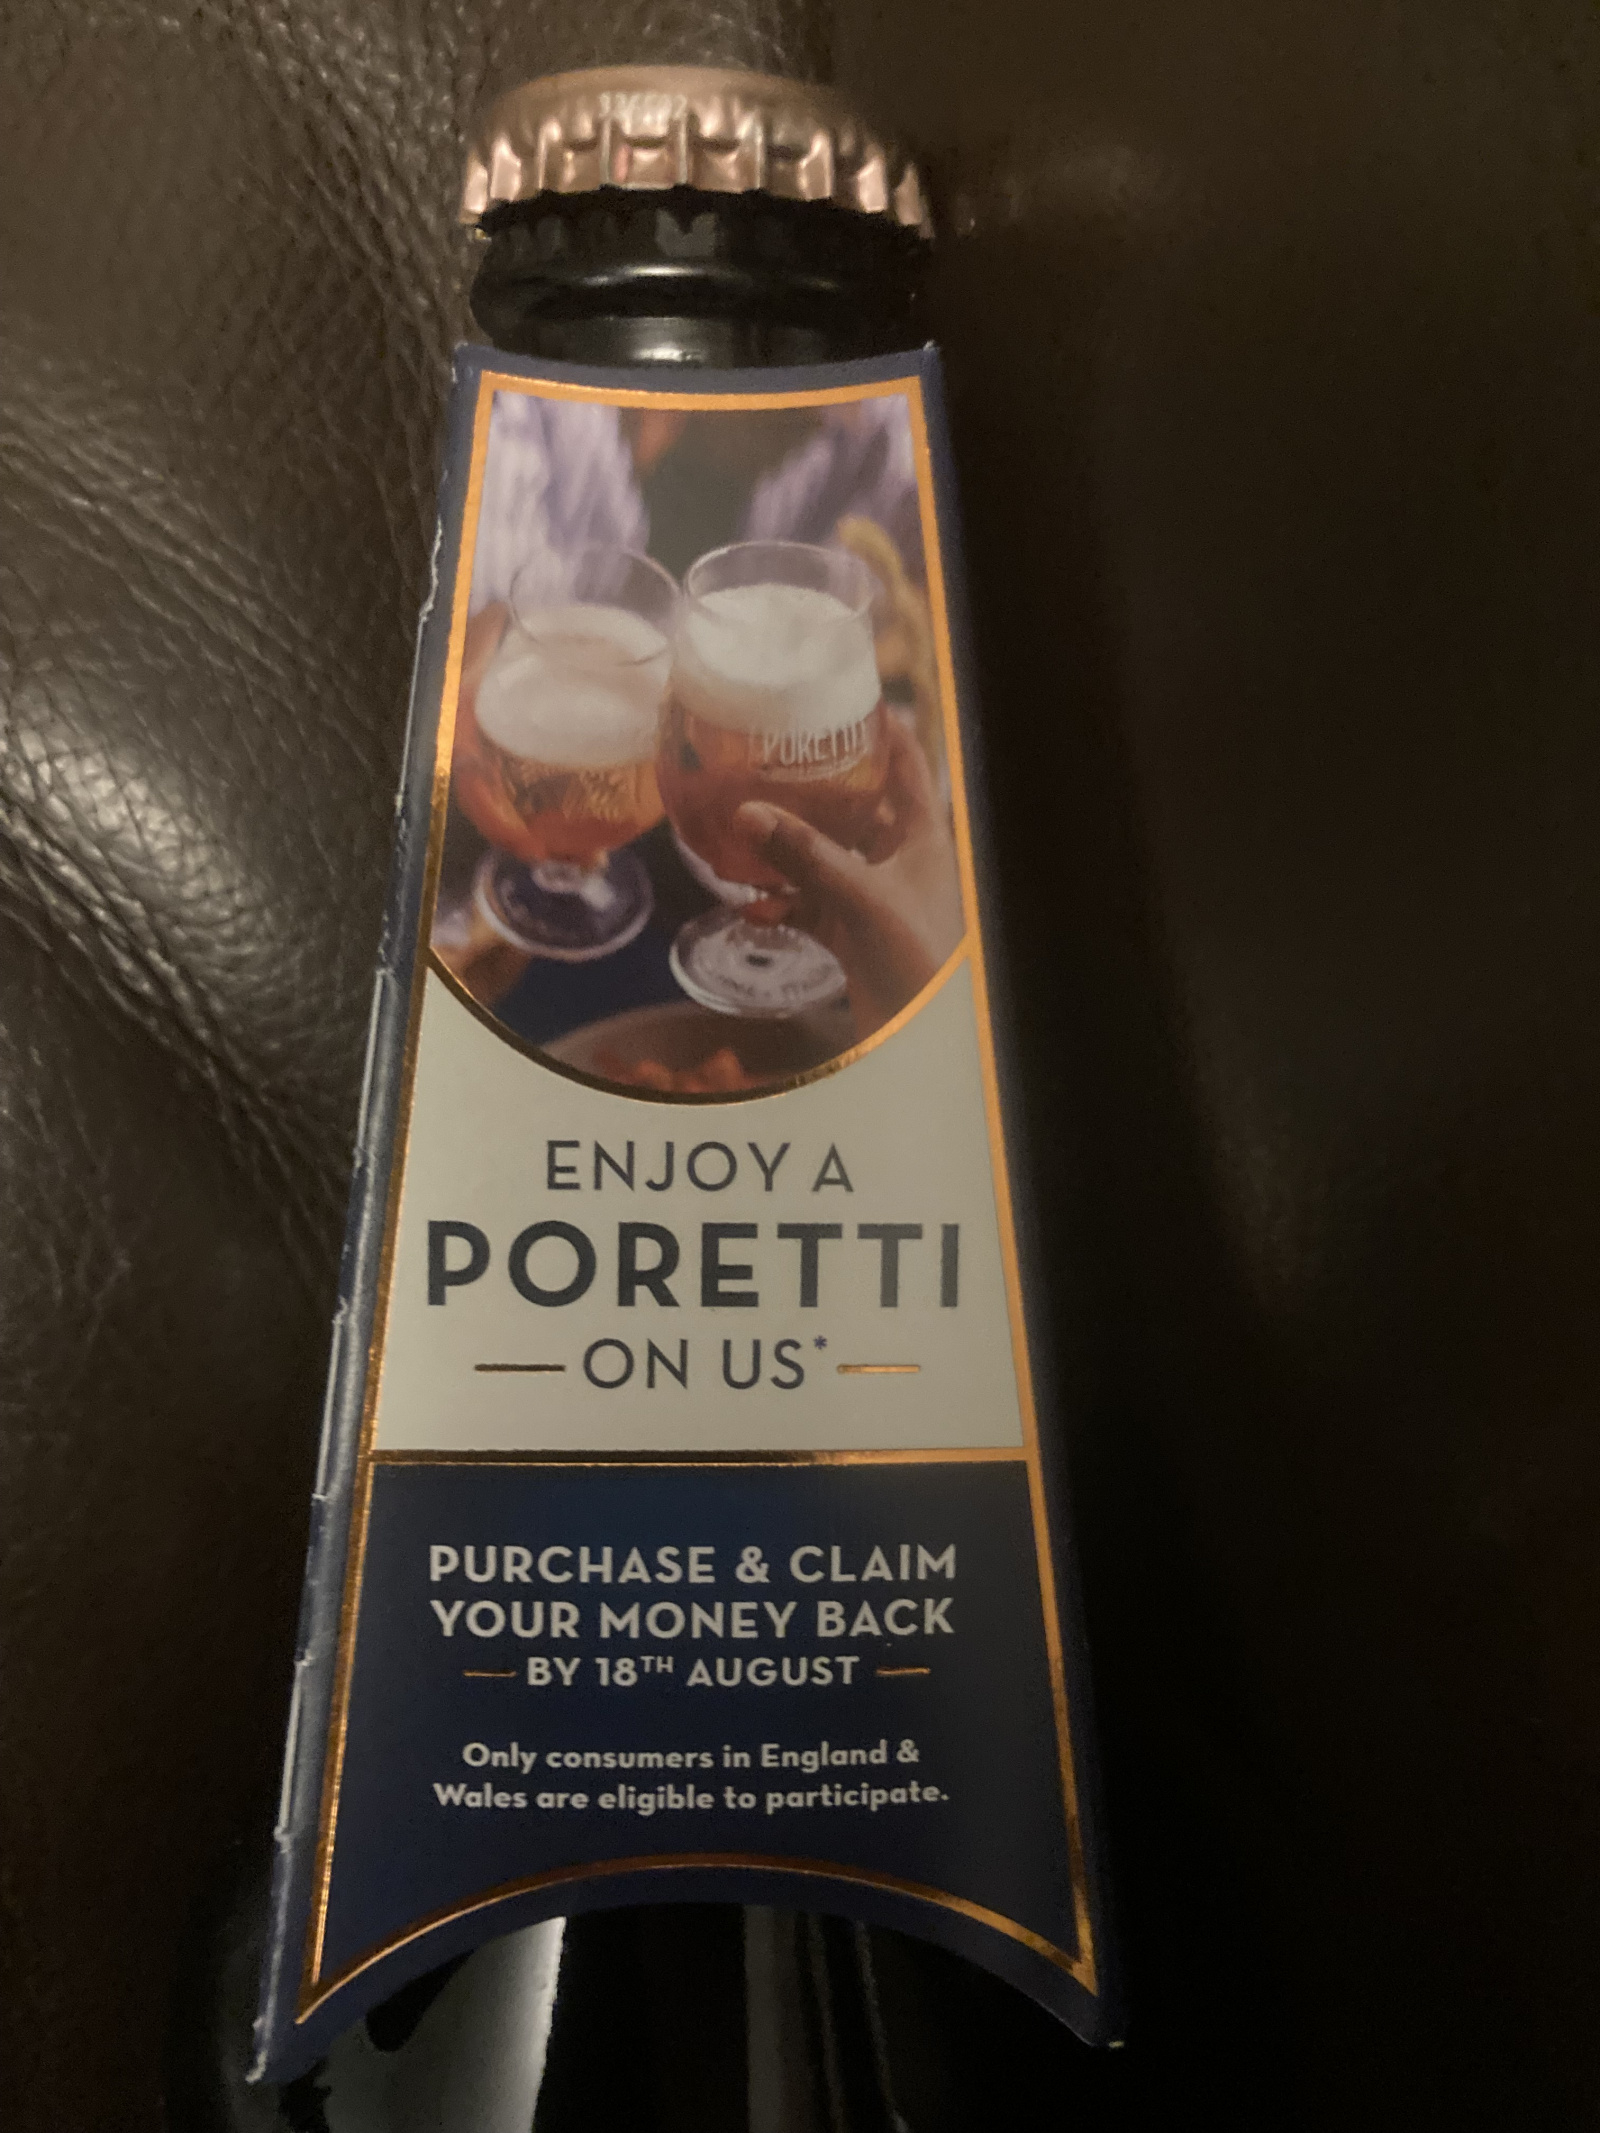 PORETTI
ENJOY A
PORETTI
ON US*
PURCHASE & CLAIM
YOUR MONEY BACK
BY 18TH AUGUST
Only consumers in England &
Wales are eligible to participate.